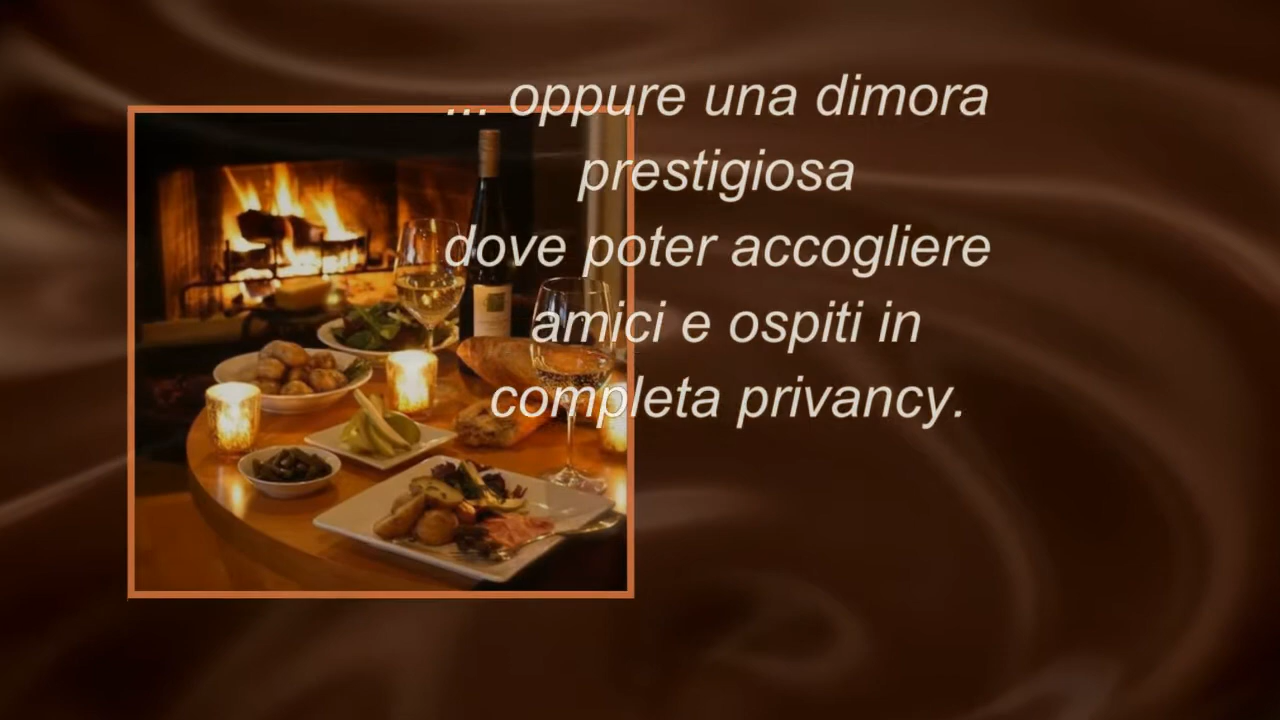 ... oppure una dimora
prestigiosa
dove poter accogliere
amici e ospiti in
completa privancy.